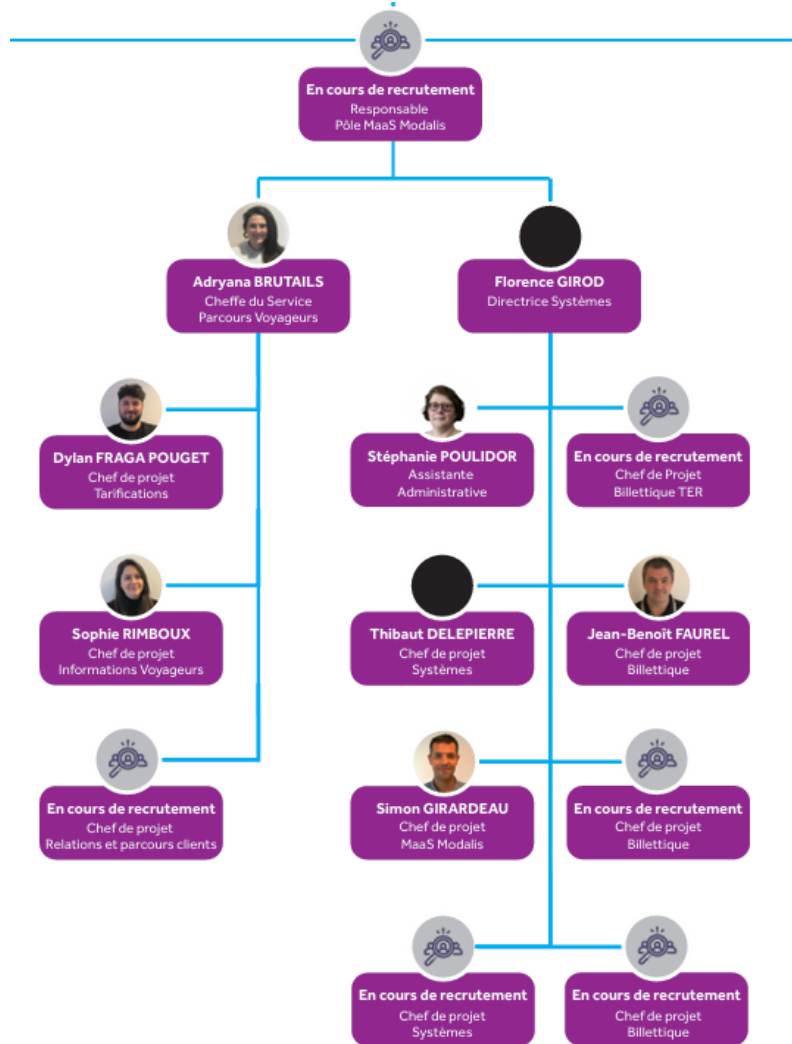 En cours de recrutement
Responsable
Pôle MaaS Modalis
Adryana BRUTAILS
Cheffe du Service
Parcours Voyageurs
Florence GIROD
Directrice Systèmes
Dylan FRAGA POUGET
Chef de projet
Tarifications
Stéphanie POULIDOR
Assistante
Administrative
En cours de recrutement
Chef de Projet
Billettique TER
Sophie RIMBOUX
Chef de projet
Informations Voyageurs
Thibaut DELEPIERRE
Chef de projet
Systèmes
Jean-Benoît FAUREL
Chef de projet
Billettique
En cours de recrutement
Chef de projet
Relations et parcours clients
Simon GIRARDEAU
Chef de projet
MaaS Modalis
En cours de recrutement
Chef de projet
Billettique
En cours de recrutement
Chef de projet
Systèmes
En cours de recrutement
Chef de projet
Billettique